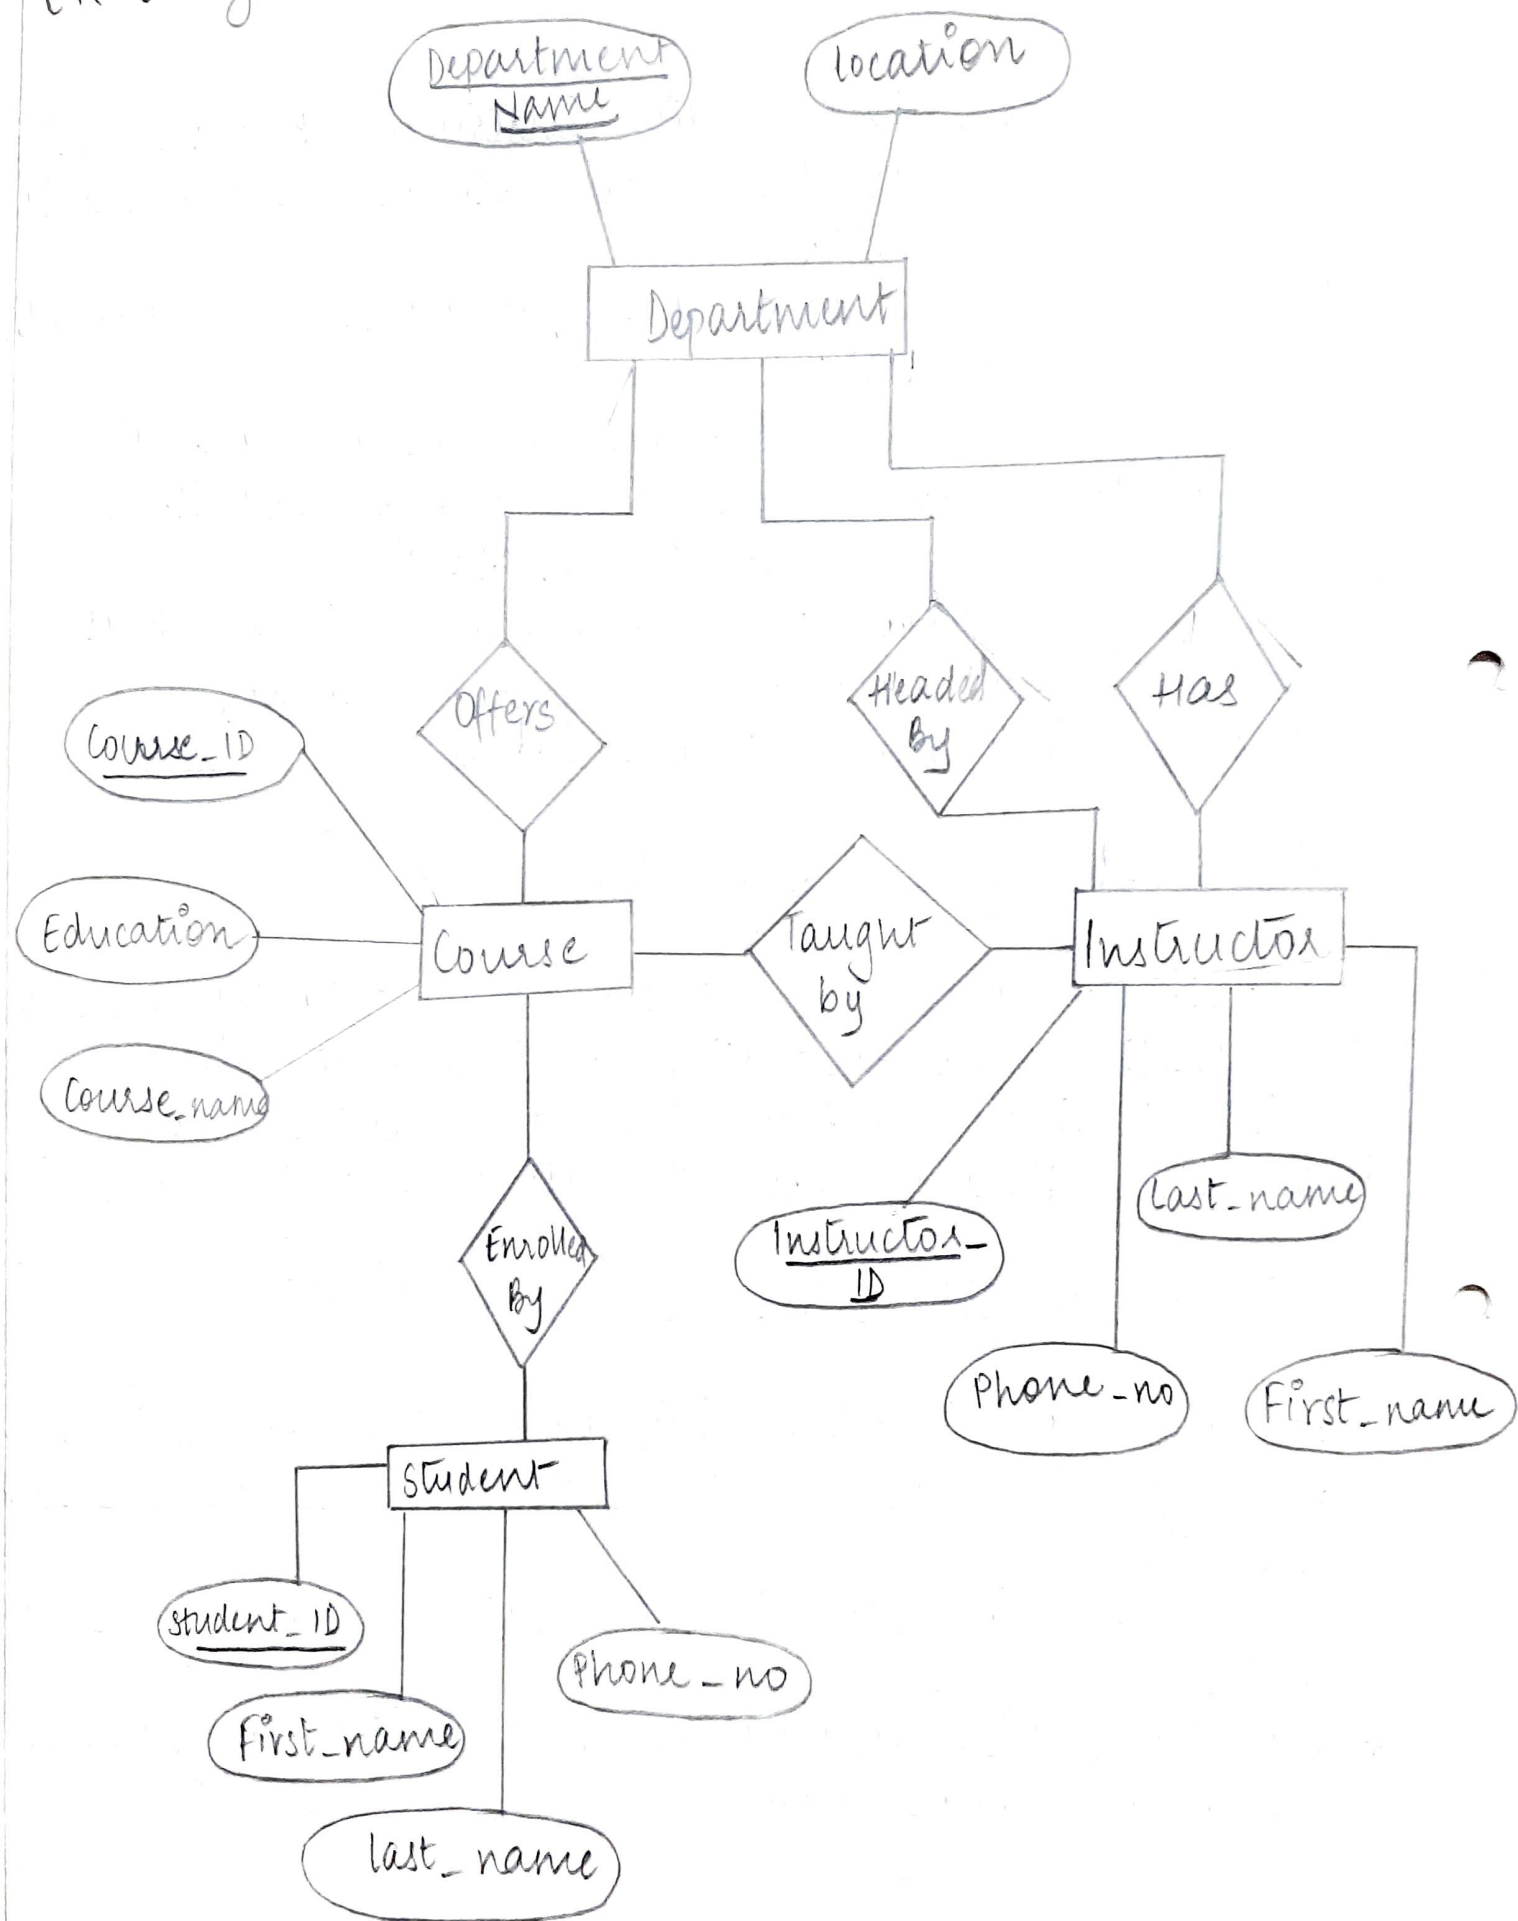 Department
Name
location
Department
Offers
Headed
By
Has
Course_ID
Education
Course
Taught
by
Instructor
Course_name
Last_name
Enrolled
By
Instructor_
ID
Phone_no
First_name
Student
Student_ID
Phone_no
First_name
last_name